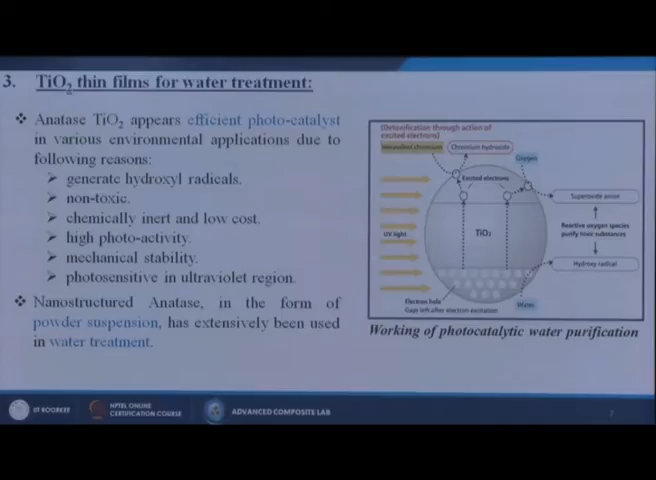 3. TiO2 thin films for water treatment:
❖ Anatase TiO2 appears efficient photo-catalyst
in various environmental applications due to
following reasons:
➢ generate hydroxyl radicals.
➢ non-toxic.
➢ chemically inert and low cost.
➢ high photo-activity.
➢ mechanical stability.
➢ photosensitive in ultraviolet region.
❖ Nanostructured Anatase, in the form of
powder suspension, has extensively been used
in water treatment.
(Detoxification through action of
excited electrons)
Hexavalent chromium
Chromium hydroxide
Oxygen
Excited electrons
Superoxide anion
UV light
TiO2
Reactive oxygen species
purify toxic substances
Hydroxy radical
Electron hole
Gaps left after electron excitation
Water
Working of photocatalytic water purification
IIT ROORKEE
NPTEL ONLINE
CERTIFICATION COURSE
ADVANCED COMPOSITE LAB
7